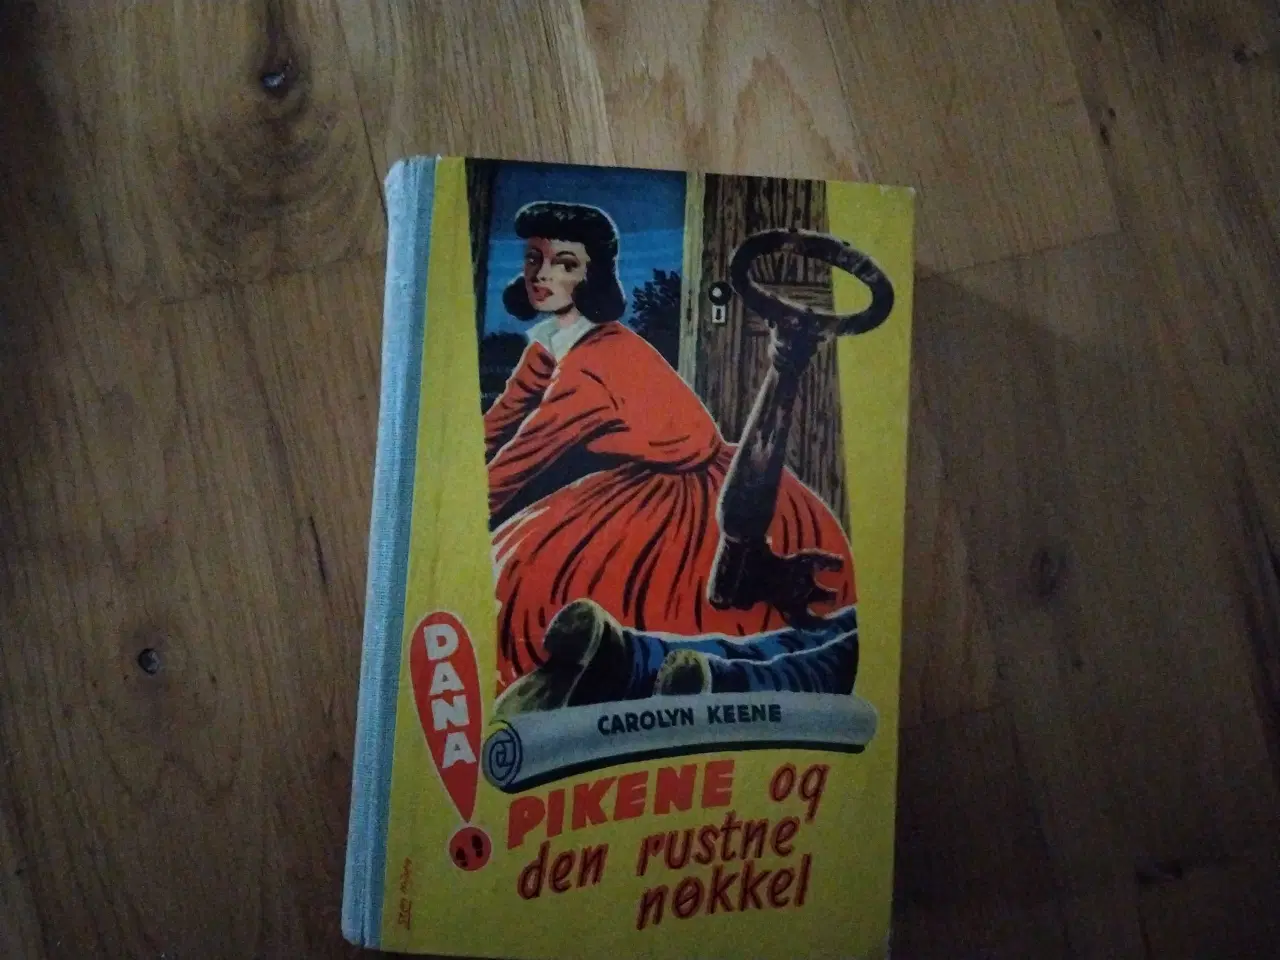 DANA
CAROLYN KEENE
PIKENE og
den rustne
nøkkel